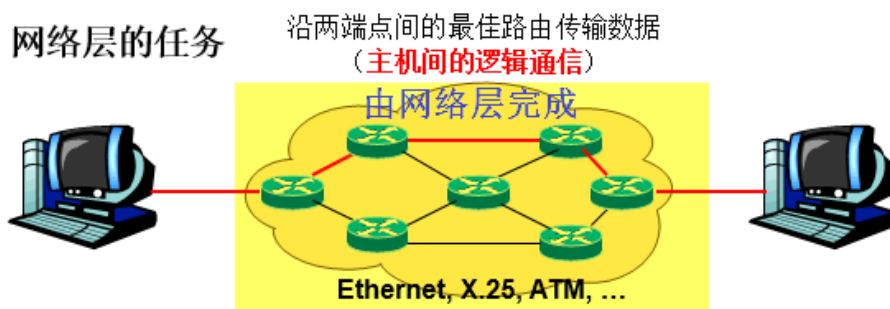 网络层的任务
沿两端点间的最佳路由传输数据
（主机间的逻辑通信）
由网络层完成
Ethernet, X.25, ATM, …